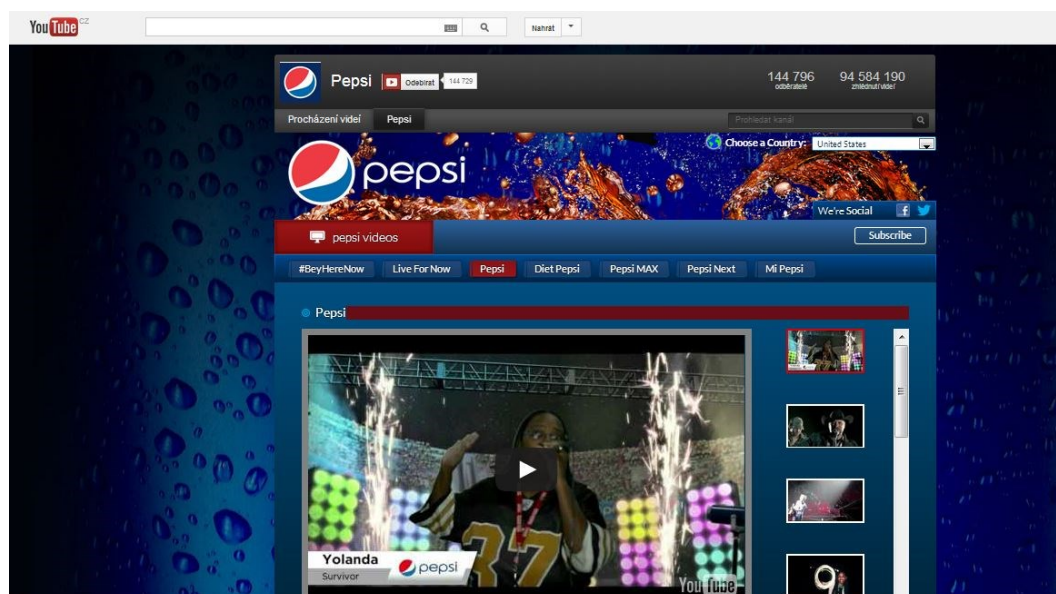 YouTube CZ
Nahrát
Pepsi Odebírat 144 729
144 796 94 584 190
odběratelé zhlédnutí videí
Procházení videí Pepsi
Prohledat kanál
Choose a Country: United States
pepsi
We're Social
pepsi videos
Subscribe
#BeyHereNow Live For Now Pepsi Diet Pepsi Pepsi MAX Pepsi Next Mi Pepsi
Pepsi
37
Yolanda
Survivor
pepsi
YouTube
9